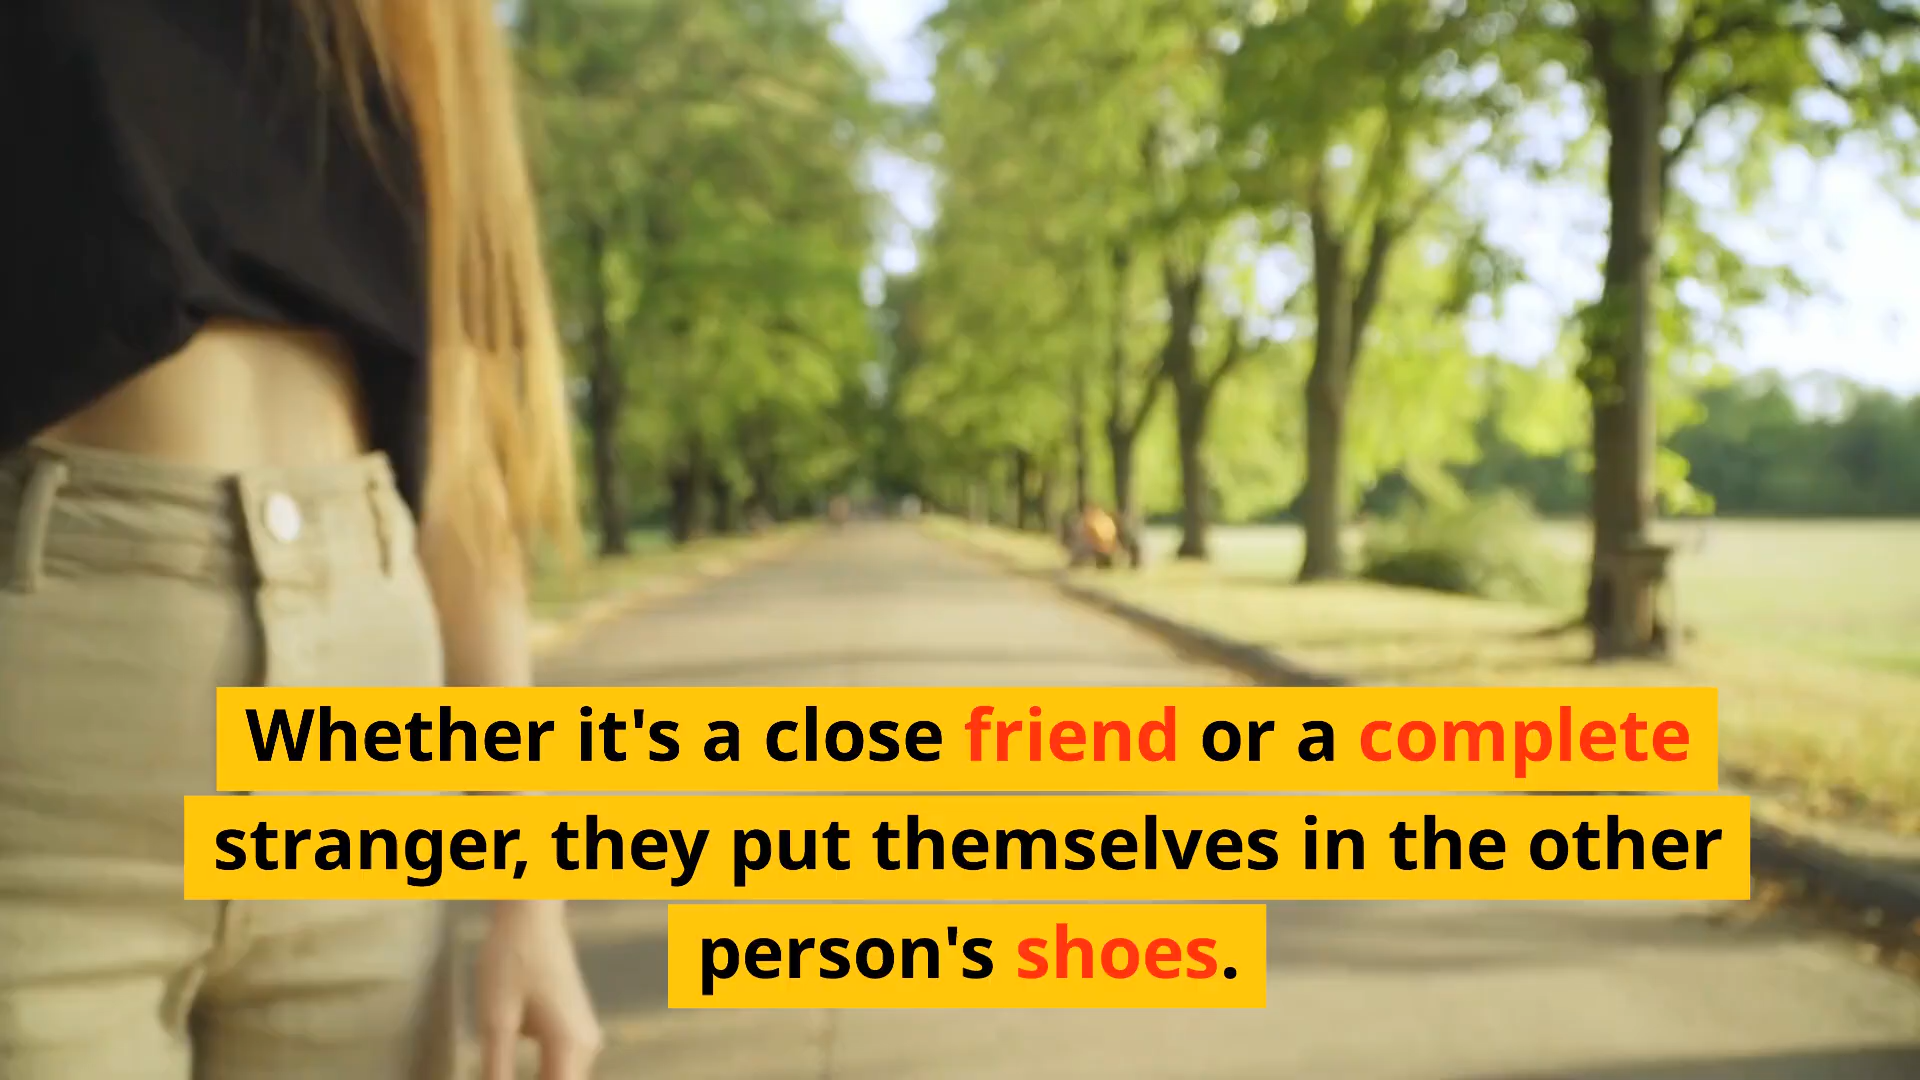 Whether it's a close friend or a complete
stranger, they put themselves in the other
person's shoes.